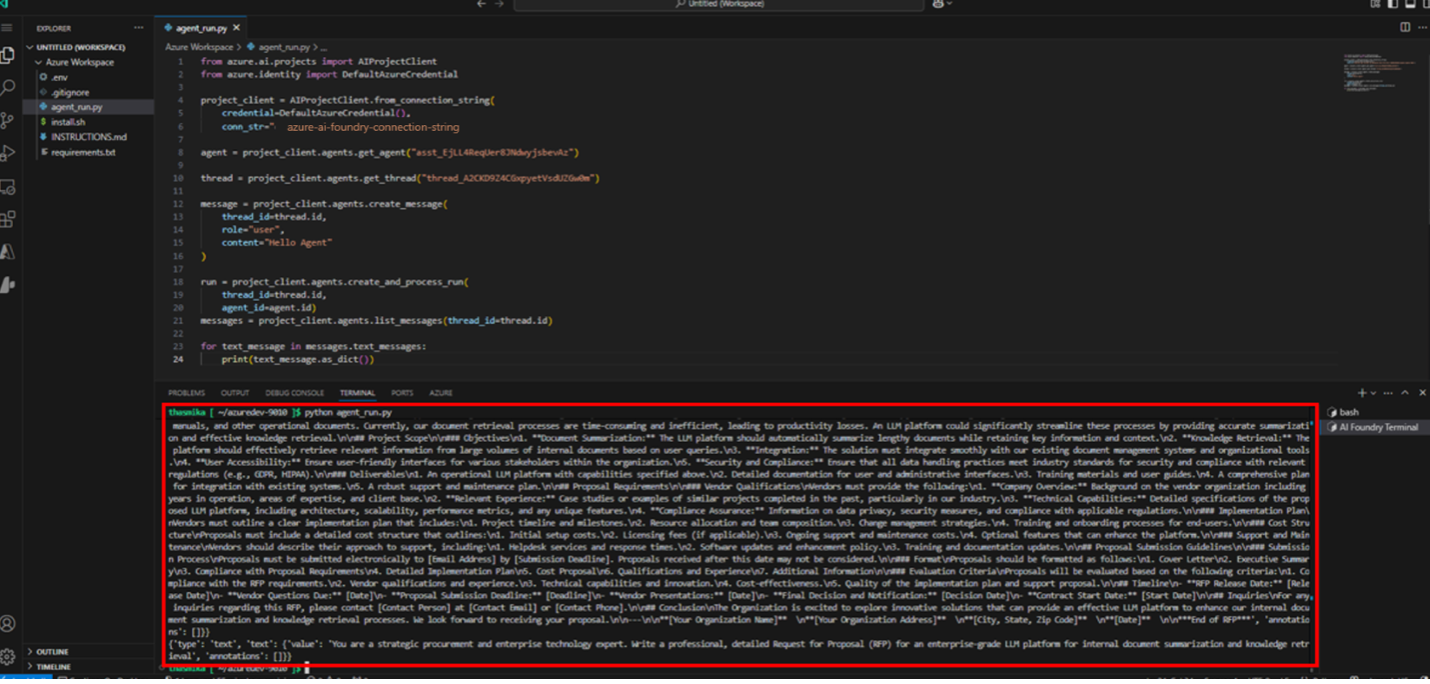 Untitled (Workspace)
EXPLORER
UNTITLED (WORKSPACE)
Azure Workspace
.env
.gitignore
agent_run.py
install.sh
INSTRUCTIONS.md
requirements.txt
OUTLINE
TIMELINE
agent_run.py
Azure Workspace > agent_run.py > ...
1 from azure.ai.projects import AIProjectClient
2 from azure.identity import DefaultAzureCredential
3
4 project_client = AIProjectClient.from_connection_string(
5 credential=DefaultAzureCredential(),
6 conn_str=" azure-ai-foundry-connection-string
7
8 agent = project_client.agents.get_agent("asst_EjLL4ReqUer8JNdwyjsbevAz")
9
10 thread = project_client.agents.get_thread("thread_A2CKD9Z4CGxpyetVsdUZGw0m")
11
12 message = project_client.agents.create_message(
13 thread_id=thread.id,
14 role="user",
15 content="Hello Agent"
16 )
17
18 run = project_client.agents.create_and_process_run(
19 thread_id=thread.id,
20 agent_id=agent.id)
21 messages = project_client.agents.list_messages(thread_id=thread.id)
22
23 for text_message in messages.text_messages:
24 print(text_message.as_dict())
PROBLEMS OUTPUT DEBUG CONSOLE TERMINAL PORTS AZURE
bash
AI Foundry Terminal
thasmika [ ~/azuredev-9010 ]$ python agent_run.py
manuals, and other operational documents. Currently, our document retrieval processes are time-consuming and inefficient, leading to productivity losses. An LLM platform could significantly streamline these processes by providing accurate summarizati
on and effective knowledge retrieval.\n\n## Project Scope\n\n### Objectives\n1. **Document Summarization:** The LLM platform should automatically summarize lengthy documents while retaining key information and context.\n2. **Knowledge Retrieval:** The
platform should effectively retrieve relevant information from large volumes of internal documents based on user queries.\n3. **Integration:** The solution must integrate smoothly with our existing document management systems and organizational tools
.\n4. **User Accessibility:** Ensure user-friendly interfaces for various stakeholders within the organization.\n5. **Security and Compliance:** Ensure that all data handling practices meet industry standards for security and compliance with relevant
regulations (e.g., GDPR, HIPAA).\n\n### Deliverables\n1. An operational LLM platform with capabilities specified above.\n2. Detailed documentation for user and administrative interfaces.\n3. Training materials and user guides.\n4. A comprehensive plan
for integration with existing systems.\n5. A robust support and maintenance plan.\n\n## Proposal Requirements\n\n### Vendor Qualifications\nVendors must provide the following:\n1. **Company Overview:** Background on the vendor organization including
years in operation, areas of expertise, and client base.\n2. **Relevant Experience:** Case studies or examples of similar projects completed in the past, particularly in our industry.\n3. **Technical Capabilities:** Detailed specifications of the prop
osed LLM platform, including architecture, scalability, performance metrics, and any unique features.\n4. **Compliance Assurance:** Information on data privacy, security measures, and compliance with applicable regulations.\n\n### Implementation Plan\
nVendors must outline a clear implementation plan that includes:\n1. Project timeline and milestones.\n2. Resource allocation and team composition.\n3. Change management strategies.\n4. Training and onboarding processes for end-users.\n\n### Cost Stru
cture\nProposals must include a detailed cost structure that outlines:\n1. Initial setup costs.\n2. Licensing fees (if applicable).\n3. Ongoing support and maintenance costs.\n4. Optional features that can enhance the platform.\n\n### Support and Main
tenance\nVendors should describe their approach to support, including:\n1. Helpdesk services and response times.\n2. Software updates and enhancement policy.\n3. Training and documentation updates.\n\n## Proposal Submission Guidelines\n\n### Submissio
n Process\nProposals must be submitted electronically to [Email Address] by [Submission Deadline]. Proposals received after this date may not be considered.\n\n### Format\nProposals should be formatted as follows:\n1. Cover Letter\n2. Executive Summar
y\n3. Compliance with Proposal Requirements\n4. Detailed Implementation Plan\n5. Cost Proposal\n6. Qualifications and Experience\n7. Additional Information\n\n### Evaluation Criteria\nProposals will be evaluated based on the following criteria:\n1. Co
mpliance with the RFP requirements.\n2. Vendor qualifications and experience.\n3. Technical capabilities and innovation.\n4. Cost-effectiveness.\n5. Quality of the implementation plan and support proposal.\n\n## Timeline\n- **RFP Release Date:** [Rele
ase Date]\n- **Vendor Questions Due:** [Date]\n- **Proposal Submission Deadline:** [Deadline]\n- **Vendor Presentations:** [Date]\n- **Final Decision and Notification:** [Decision Date]\n- **Contract Start Date:** [Start Date]\n\n## Inquiries\nFor any
inquiries regarding this RFP, please contact [Contact Person] at [Contact Email] or [Contact Phone].\n\n## Conclusion\nThe Organization is excited to explore innovative solutions that can provide an effective LLM platform to enhance our internal docu
ment summarization and knowledge retrieval processes. We look forward to receiving your proposal.\n\n---\n\n**[Your Organization Name]** \n**[Your Organization Address]** \n**[City, State, Zip Code]** \n**[Date]** \n\n**End of RFP**', 'annotatio
ns': []}}
{'type': 'text', 'text': {'value': 'You are a strategic procurement and enterprise technology expert. Write a professional, detailed Request for Proposal (RFP) for an enterprise-grade LLM platform for internal document summarization and knowledge retr
ieval', 'annotations': []}}
thasmika [ ~/azuredev-9010 ]$